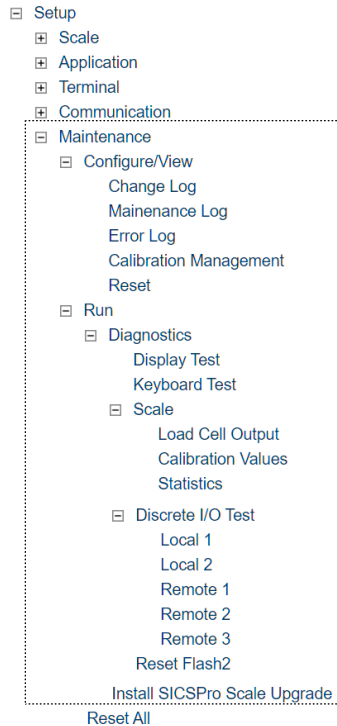 Setup
Scale
Application
Terminal
Communication
Maintenance
Configure/View
Change Log
Mainenance Log
Error Log
Calibration Management
Reset
Run
Diagnostics
Display Test
Keyboard Test
Scale
Load Cell Output
Calibration Values
Statistics
Discrete I/O Test
Local 1
Local 2
Remote 1
Remote 2
Remote 3
Reset Flash2
Install SICSPro Scale Upgrade
Reset All